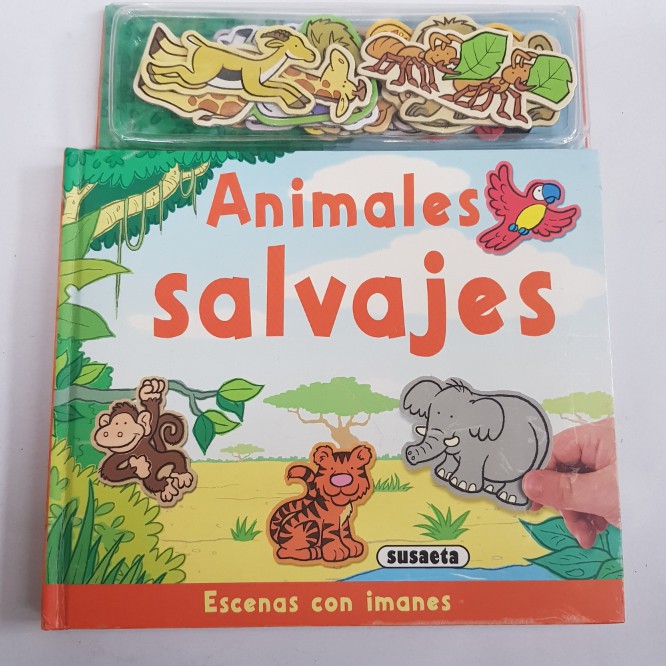 Animales
salvajes
susaeta
Escenas con imanes